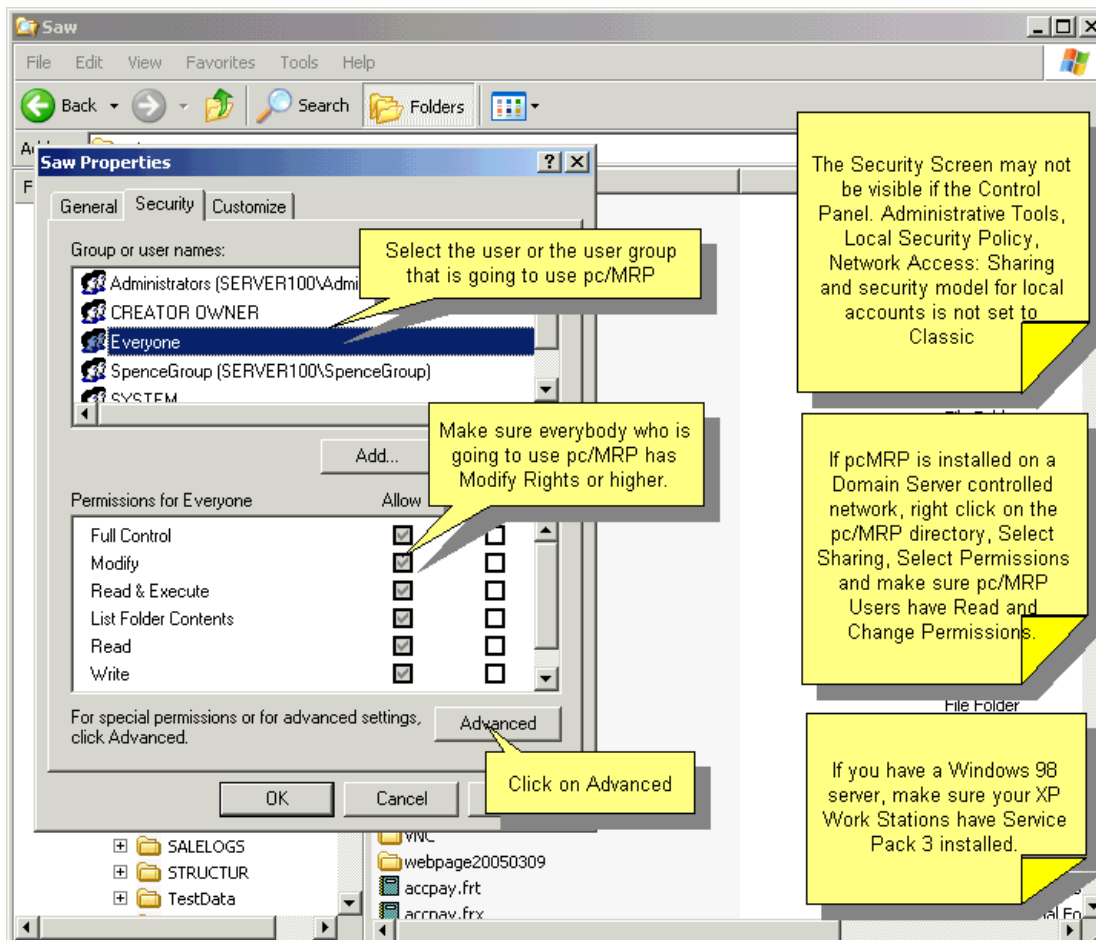 Saw
File Edit View Favorites Tools Help
Back Search Folders
Saw Properties
General Security Customize
Group or user names:
Administrators (SERVER100\Admi
CREATOR OWNER
Everyone
SpenceGroup (SERVER100\SpenceGroup)
SYSTEM
Select the user or the user group
that is going to use pc/MRP
Add...
Make sure everybody who is
going to use pc/MRP has
Modify Rights or higher.
Permissions for Everyone Allow
Full Control
Modify
Read & Execute
List Folder Contents
Read
Write
For special permissions or for advanced settings,
click Advanced.
Advanced
Click on Advanced
OK Cancel
SALELOGS
STRUCTUR
TestData
VNC
webpage20050309
accpay.frt
accpay.frx
The Security Screen may not
be visible if the Control
Panel. Administrative Tools,
Local Security Policy,
Network Access: Sharing
and security model for local
accounts is not set to
Classic
File Folder
If pcMRP is installed on a
Domain Server controlled
network, right click on the
pc/MRP directory, Select
Sharing, Select Permissions
and make sure pc/MRP
Users have Read and
Change Permissions.
File Folder
If you have a Windows 98
server, make sure your XP
Work Stations have Service
Pack 3 installed.